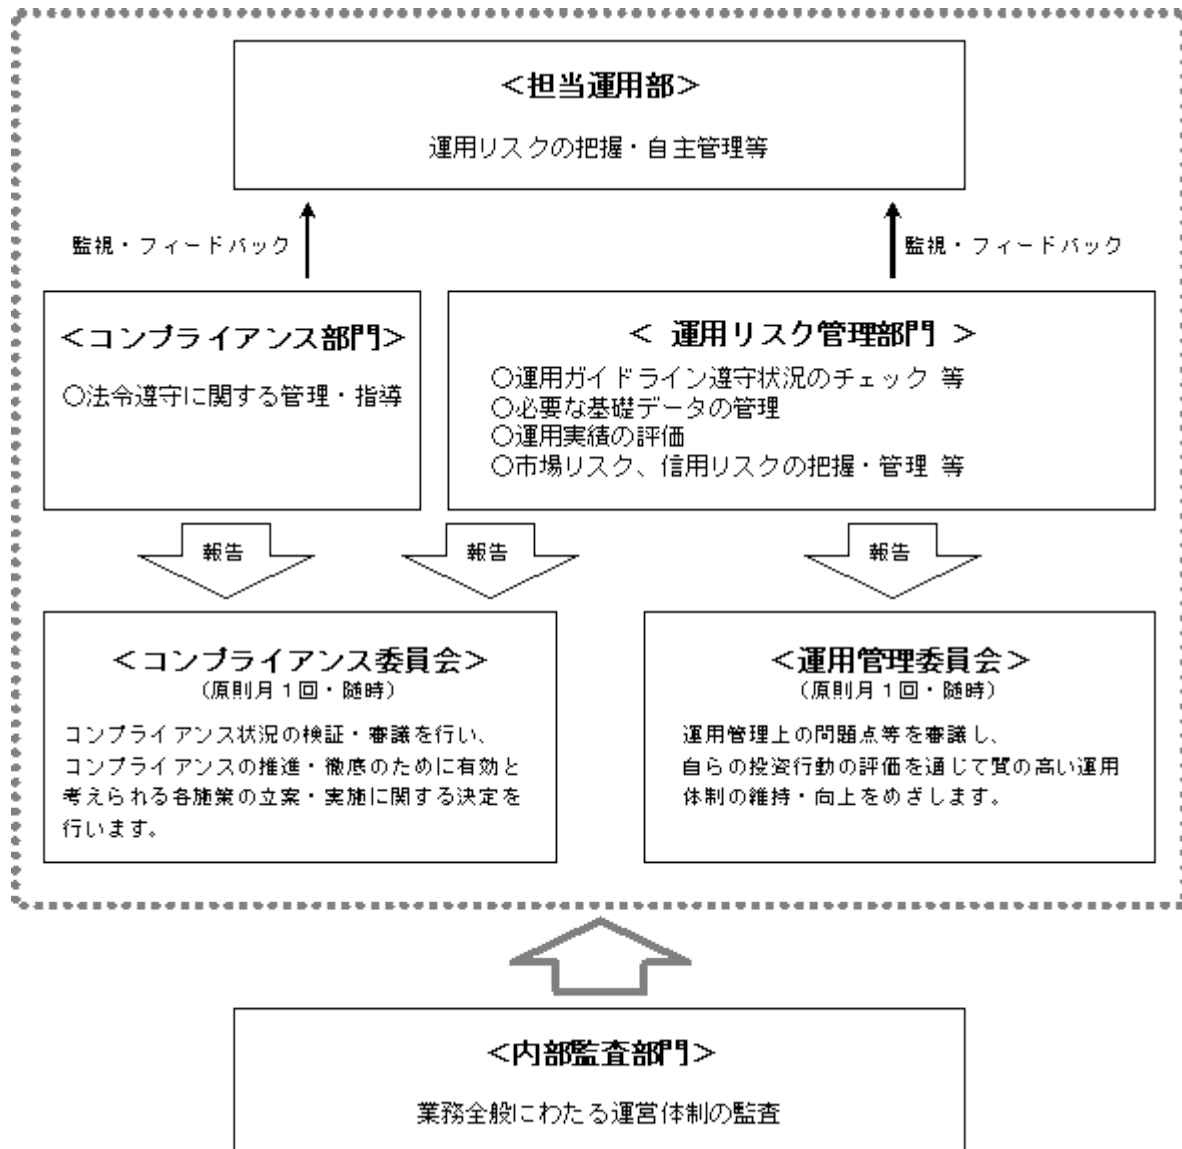 ＜担当運用部＞
運用リスクの把握・自主管理等
監視・フィードバック
監視・フィードバック
＜コンプライアンス部門＞
○法令遵守に関する管理・指導
＜ 運用リスク管理部門 ＞
○運用ガイドライン遵守状況のチェック 等
○必要な基礎データの管理
○運用実績の評価
○市場リスク、信用リスクの把握・管理 等
報告
報告
報告
＜コンプライアンス委員会＞
（原則月１回・随時）
コンプライアンス状況の検証・審議を行い、
コンプライアンスの推進・徹底のために有効と
考えられる各施策の立案・実施に関する決定を
行います。
＜運用管理委員会＞
（原則月１回・随時）
運用管理上の問題点等を審議し、
自らの投資行動の評価を通じて質の高い運用
体制の維持・向上をめざします。
＜内部監査部門＞
業務全般にわたる運営体制の監査